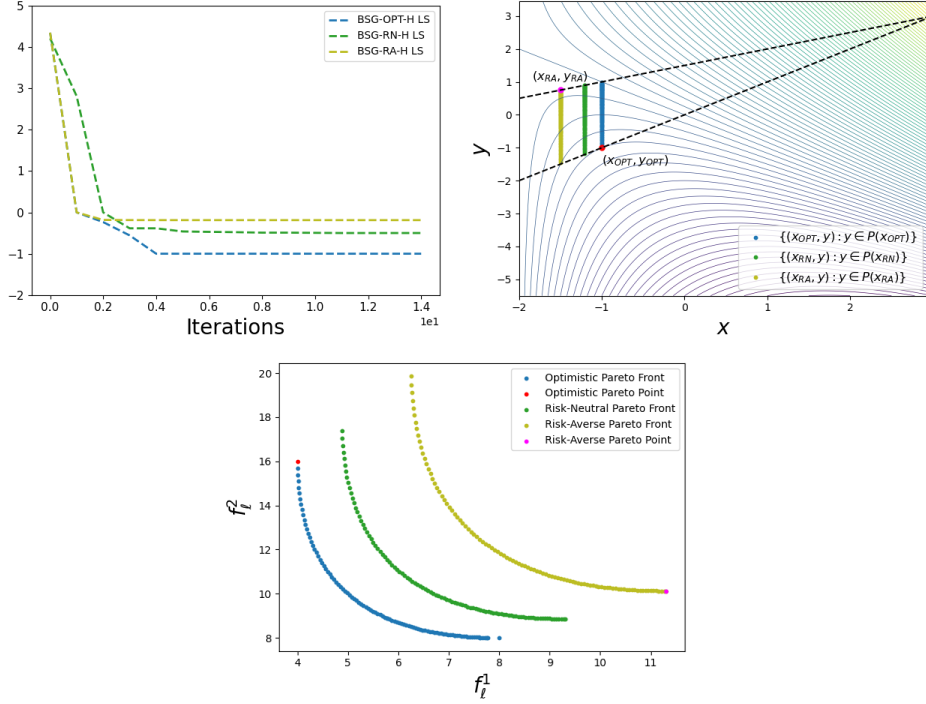 5
4
3
2
1
0
−1
−2
0.0
0.2
0.4
0.6
0.8
1.0
1.2
1.4
1e1
Iterations
BSG-OPT-H LS
BSG-RN-H LS
BSG-RA-H LS
3
2
1
0
−1
−2
−3
−4
−5
y
−2
−1
0
1
2
x
(x_RA, y_RA)
(x_OPT, y_OPT)
{(x_OPT, y) : y ∈ P(x_OPT)}
{(x_RN, y) : y ∈ P(x_RN)}
{(x_RA, y) : y ∈ P(x_RA)}
20
18
16
14
12
10
8
f_ℓ^2
4
5
6
7
8
9
10
11
f_ℓ^1
Optimistic Pareto Front
Optimistic Pareto Point
Risk-Neutral Pareto Front
Risk-Averse Pareto Front
Risk-Averse Pareto Point